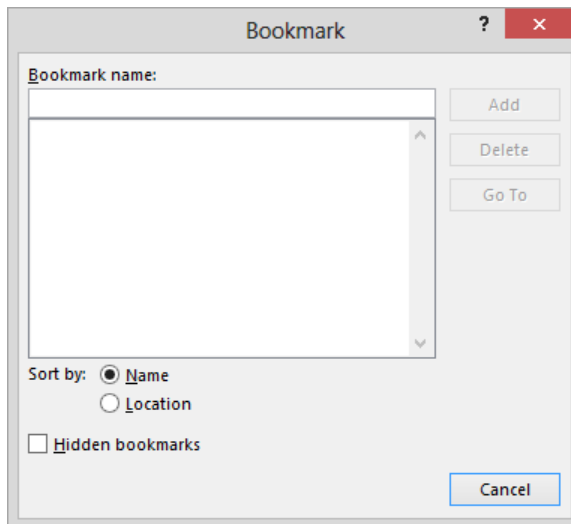 Bookmark ?
Bookmark name:
Add
Delete
Go To
Sort by: Name
Location
Hidden bookmarks
Cancel